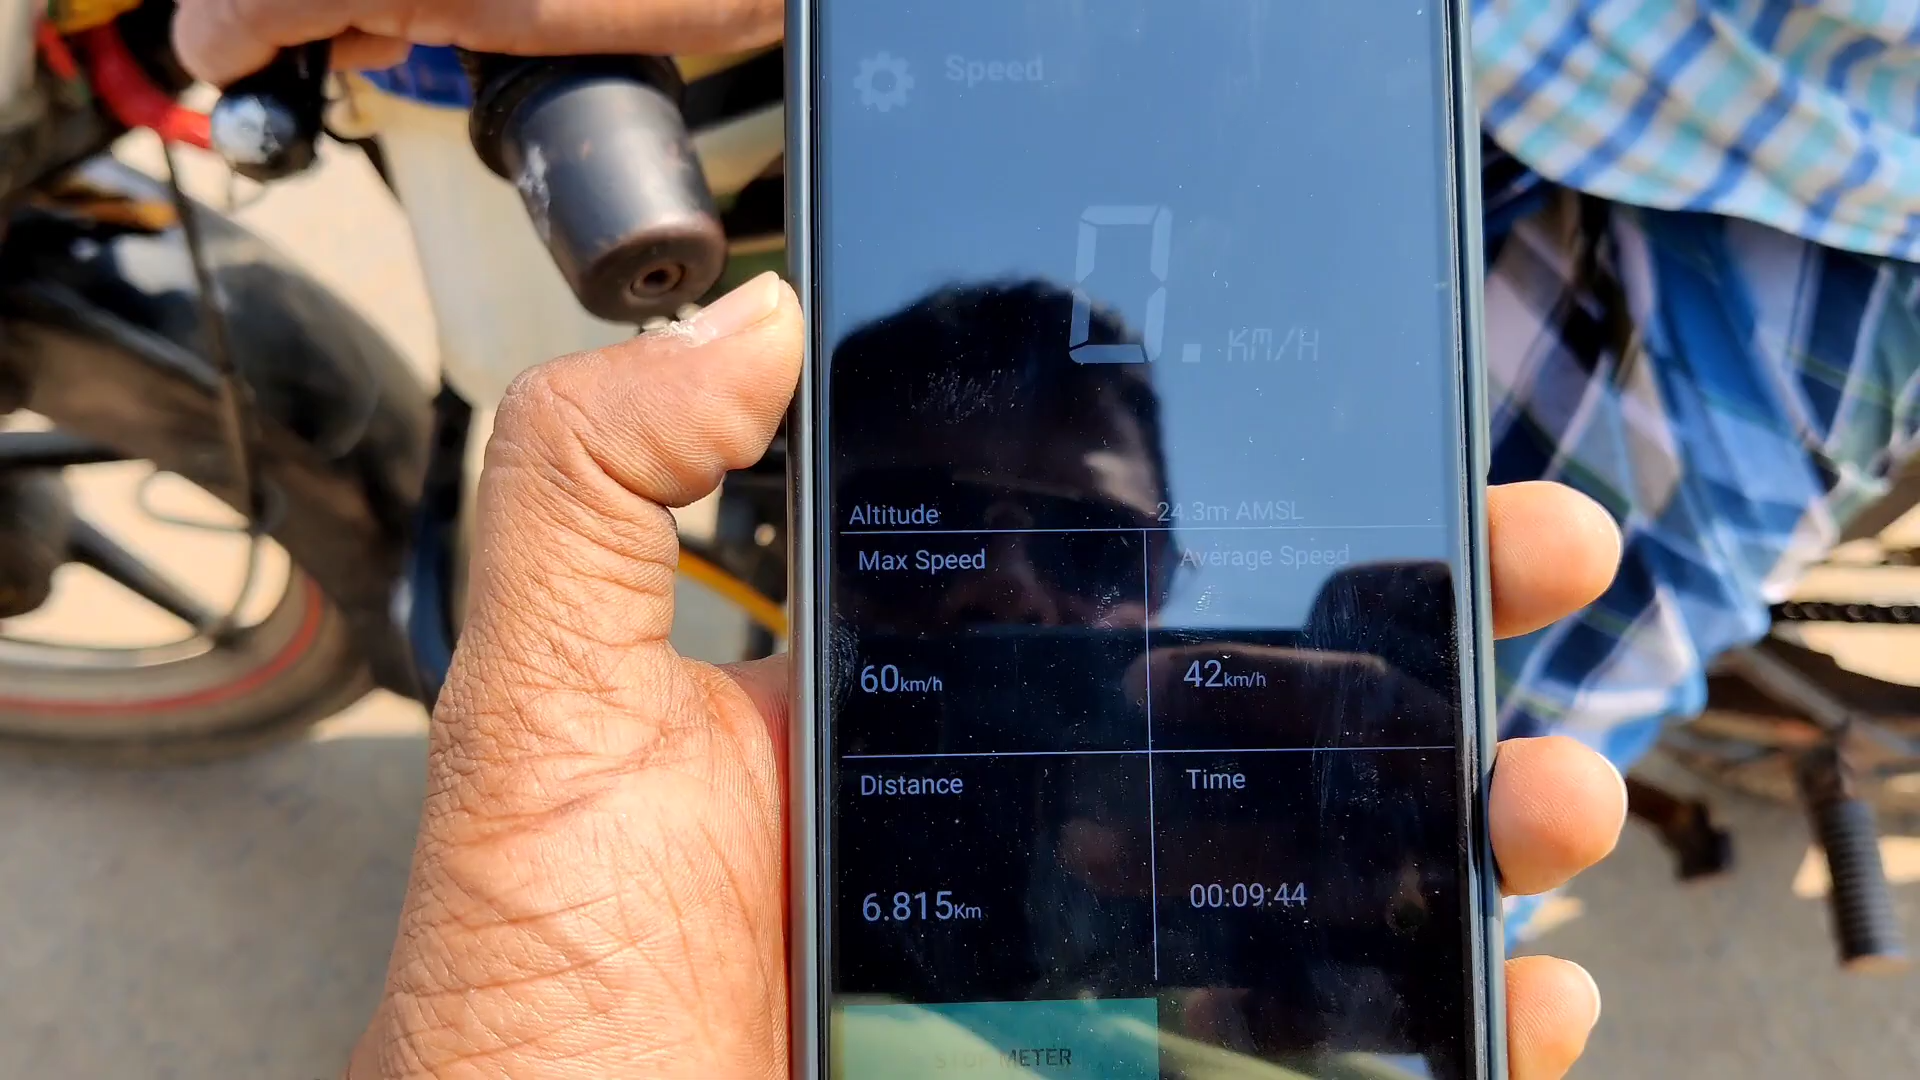 Speed
0. KM/H
Altitude -24.3m AMSL
Max Speed Average Speed
60km/h 42km/h
Distance Time
6.815Km 00:09:44
STOP METER